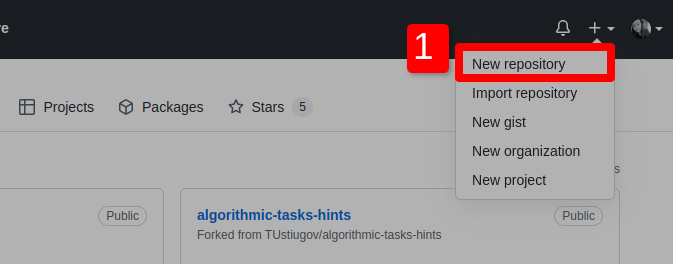 re
1
New repository
Import repository
New gist
New organization
New project
Projects
Packages
Stars 5
s
Public
algorithmic-tasks-hints
Public
Forked from TUstiugov/algorithmic-tasks-hints